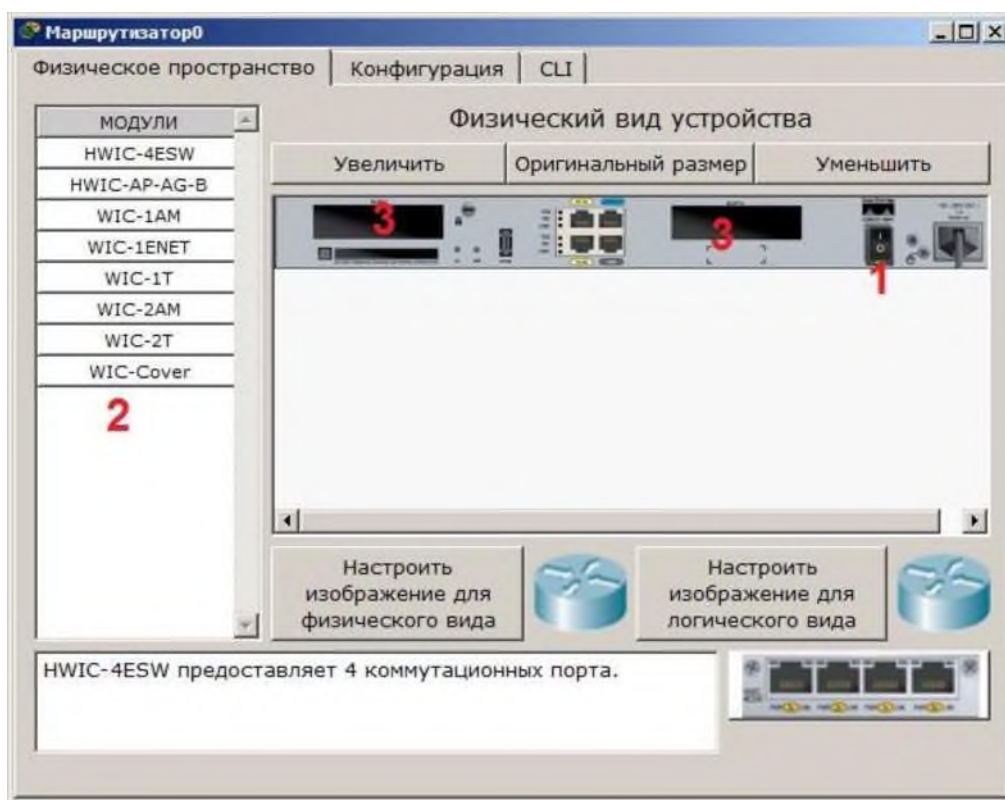 Маршрутизатор0
Физическое пространство
Конфигурация
CLI
МОДУЛИ
HWIC-4ESW
HWIC-AP-AG-B
WIC-1AM
WIC-1ENET
WIC-1T
WIC-2AM
WIC-2T
WIC-Cover
2
Физический вид устройства
Увеличить
Оригинальный размер
Уменьшить
3
3
1
Настроить
изображение для
физического вида
Настроить
изображение для
логического вида
HWIC-4ESW предоставляет 4 коммутационных порта.